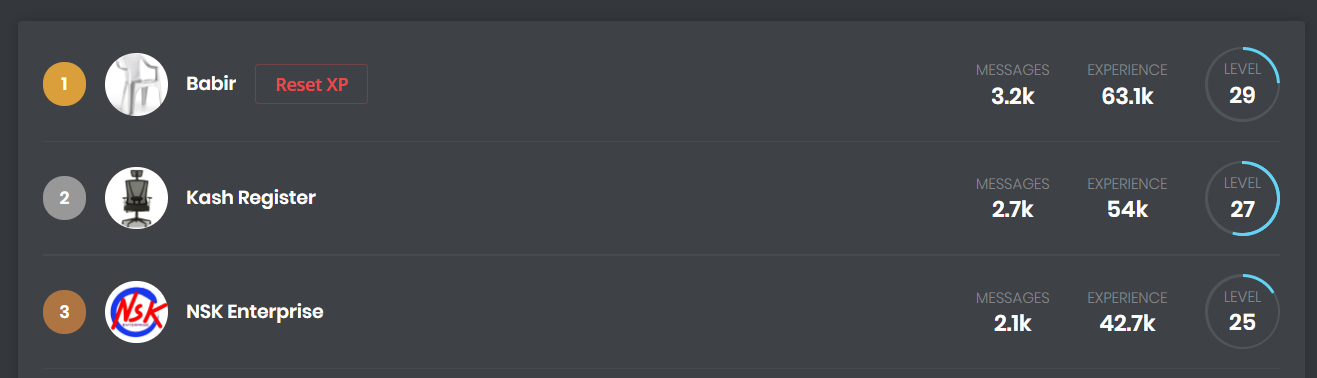 1 Babir Reset XP MESSAGES 3.2k EXPERIENCE 63.1k LEVEL 29
2 Kash Register MESSAGES 2.7k EXPERIENCE 54k LEVEL 27
3 NSK NSK Enterprise MESSAGES 2.1k EXPERIENCE 42.7k LEVEL 25